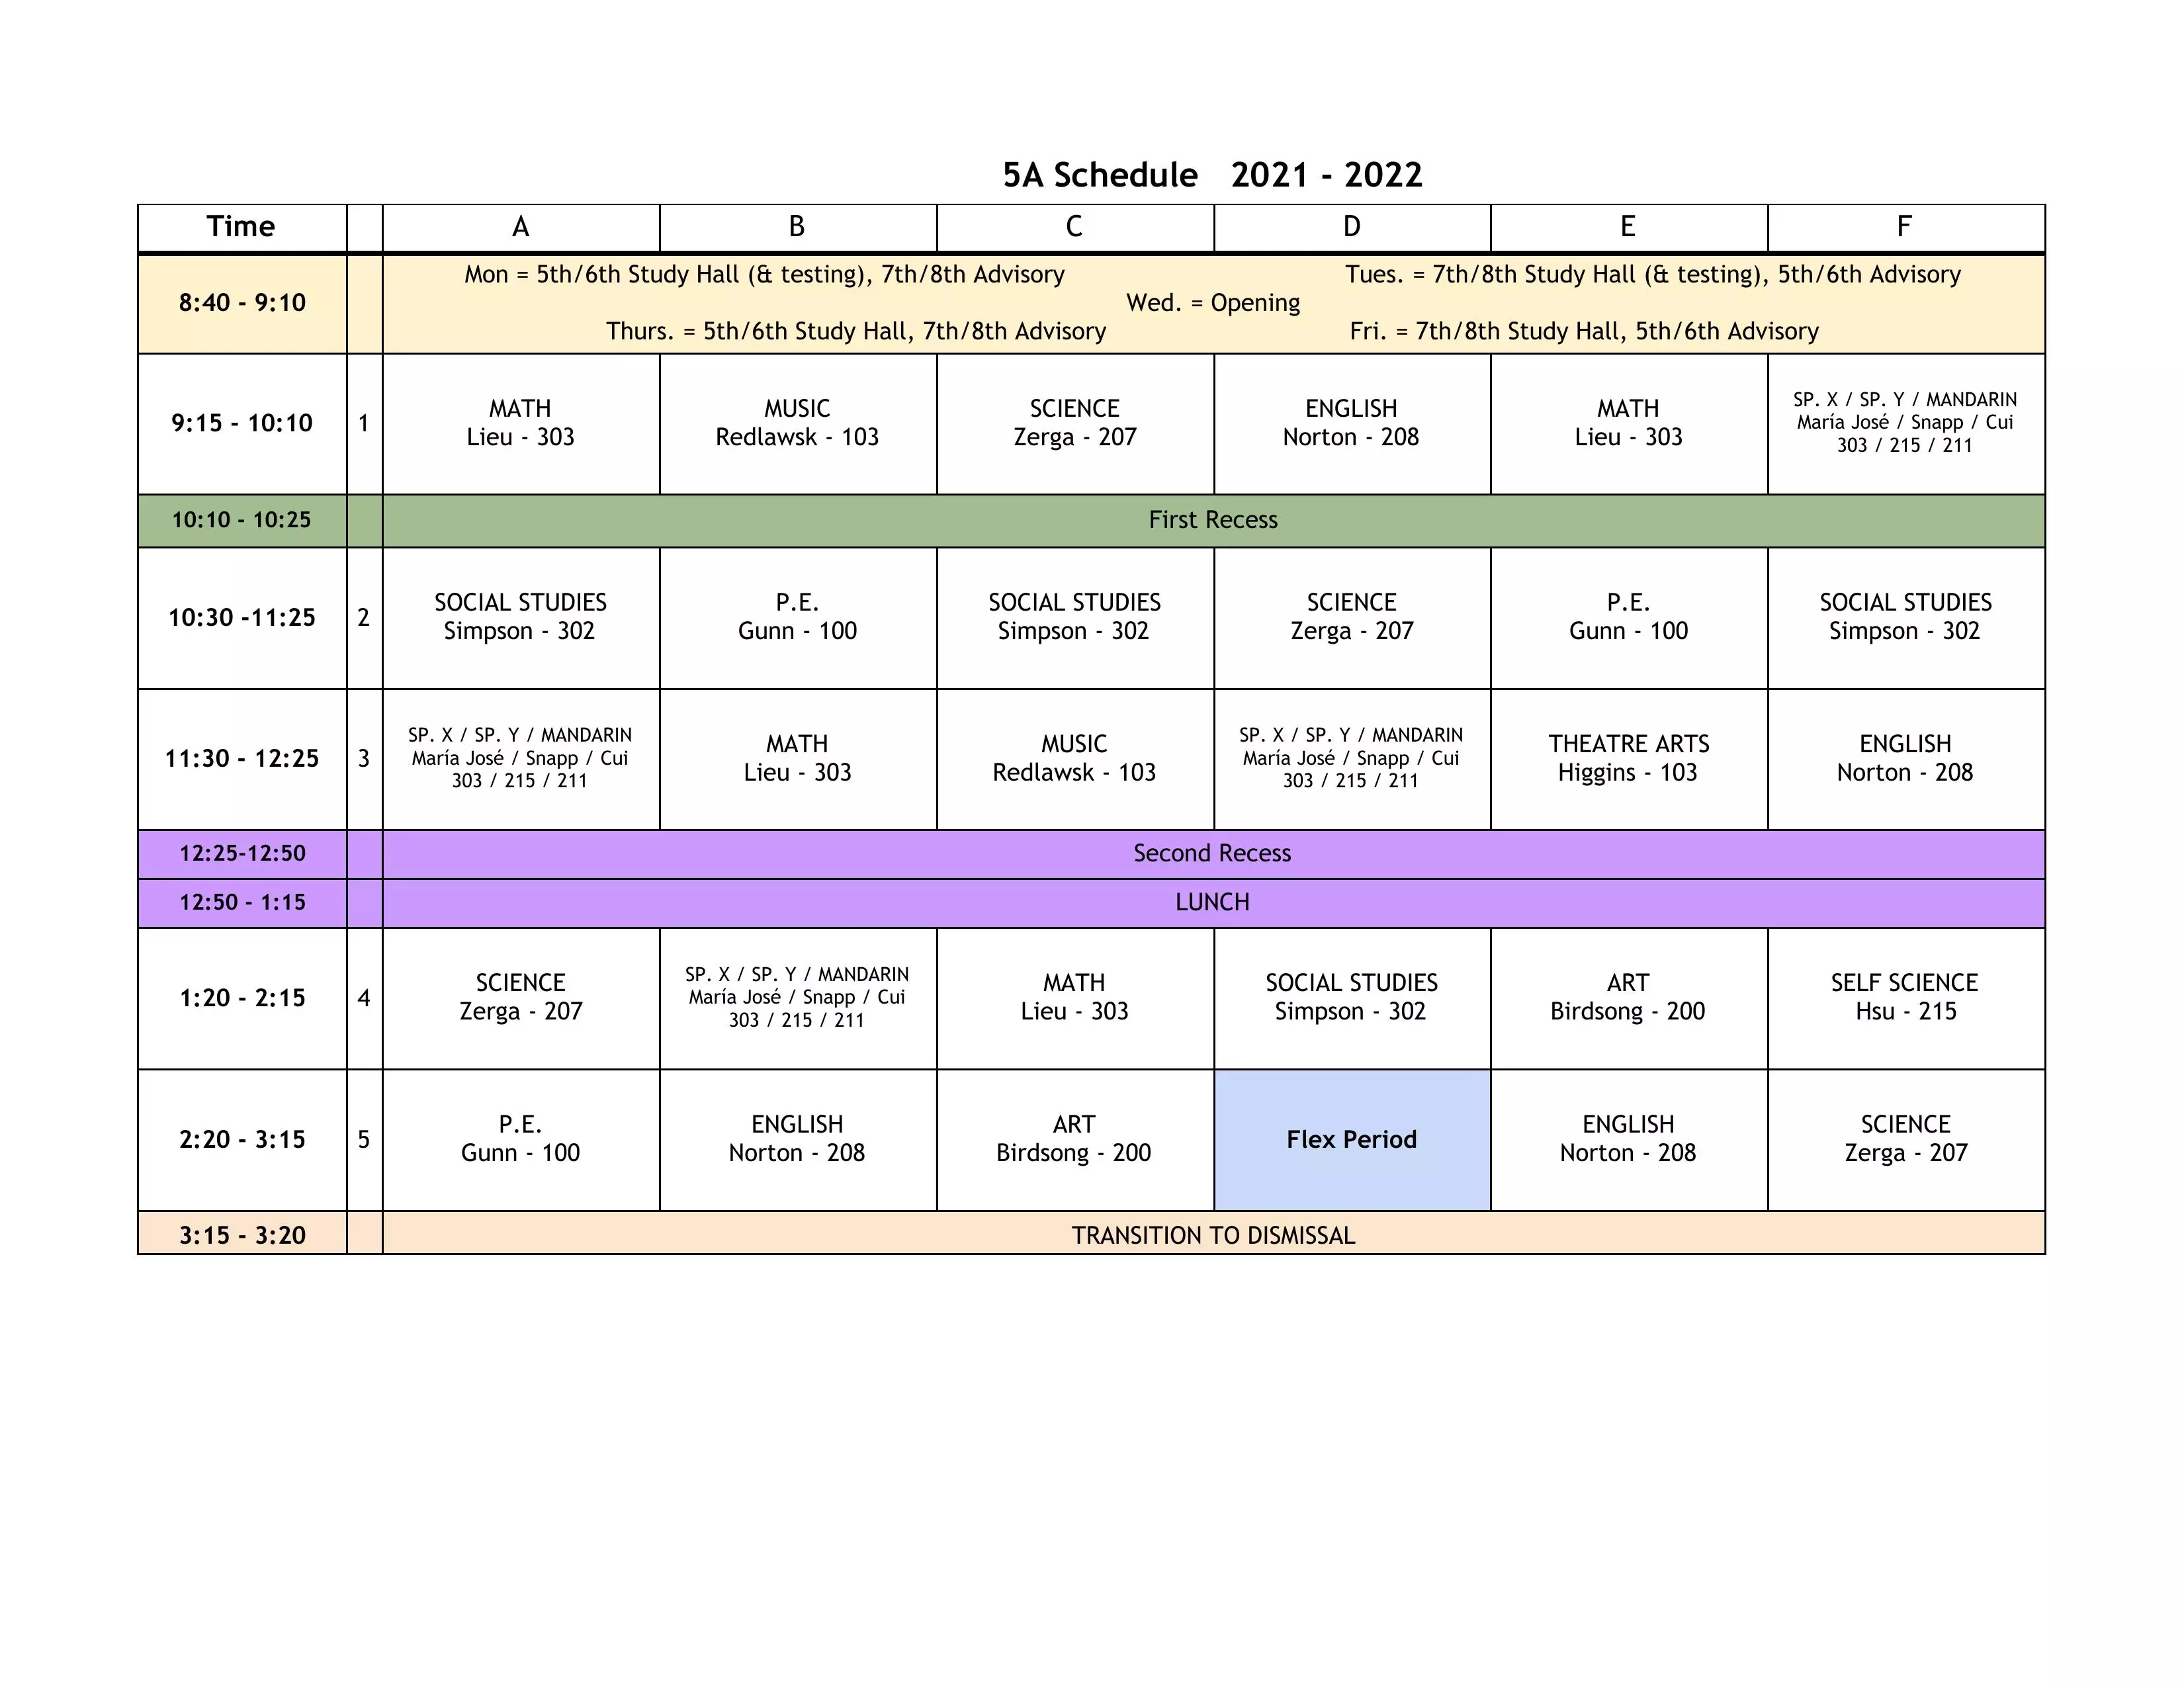 5A Schedule 2021 - 2022
Time A B C D E F
8:40 - 9:10
Mon = 5th/6th Study Hall (& testing), 7th/8th Advisory Tues. = 7th/8th Study Hall (& testing), 5th/6th Advisory
Wed. = Opening
Thurs. = 5th/6th Study Hall, 7th/8th Advisory Fri. = 7th/8th Study Hall, 5th/6th Advisory
9:15 - 10:10 1
MATH
Lieu - 303
MUSIC
Redlawsk - 103
SCIENCE
Zerga - 207
ENGLISH
Norton - 208
MATH
Lieu - 303
SP. X / SP. Y / MANDARIN
María José / Snapp / Cui
303 / 215 / 211
10:10 - 10:25 First Recess
10:30 -11:25 2
SOCIAL STUDIES
Simpson - 302
P.E.
Gunn - 100
SOCIAL STUDIES
Simpson - 302
SCIENCE
Zerga - 207
P.E.
Gunn - 100
SOCIAL STUDIES
Simpson - 302
11:30 - 12:25 3
SP. X / SP. Y / MANDARIN
María José / Snapp / Cui
303 / 215 / 211
MATH
Lieu - 303
MUSIC
Redlawsk - 103
SP. X / SP. Y / MANDARIN
María José / Snapp / Cui
303 / 215 / 211
THEATRE ARTS
Higgins - 103
ENGLISH
Norton - 208
12:25-12:50 Second Recess
12:50 - 1:15 LUNCH
1:20 - 2:15 4
SCIENCE
Zerga - 207
SP. X / SP. Y / MANDARIN
María José / Snapp / Cui
303 / 215 / 211
MATH
Lieu - 303
SOCIAL STUDIES
Simpson - 302
ART
Birdsong - 200
SELF SCIENCE
Hsu - 215
2:20 - 3:15 5
P.E.
Gunn - 100
ENGLISH
Norton - 208
ART
Birdsong - 200
Flex Period
ENGLISH
Norton - 208
SCIENCE
Zerga - 207
3:15 - 3:20 TRANSITION TO DISMISSAL